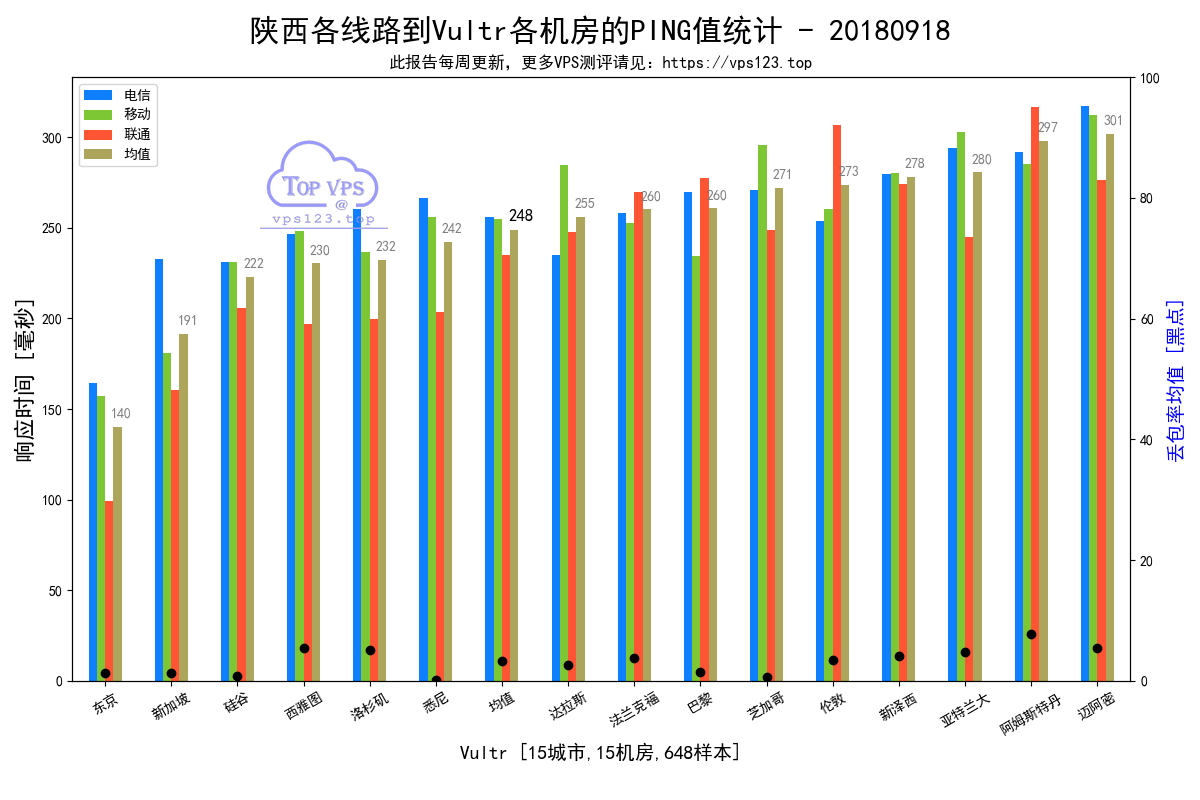 陕西各线路到Vultr各机房的PING值统计 - 20180918
此报告每周更新，更多VPS测评请见：https://vps123.top
电信
移动
联通
均值
TOP VPS
@
vps123.top
响应时间 [毫秒]
丢包率均值 [黑点]
300
250
200
150
100
50
0
100
80
60
40
20
0
140
191
222
230
232
242
248
255
260
260
271
273
278
280
297
301
东京
新加坡
硅谷
西雅图
洛杉矶
悉尼
均值
达拉斯
法兰克福
巴黎
芝加哥
伦敦
新泽西
亚特兰大
阿姆斯特丹
迈阿密
Vultr [15城市,15机房,648样本]